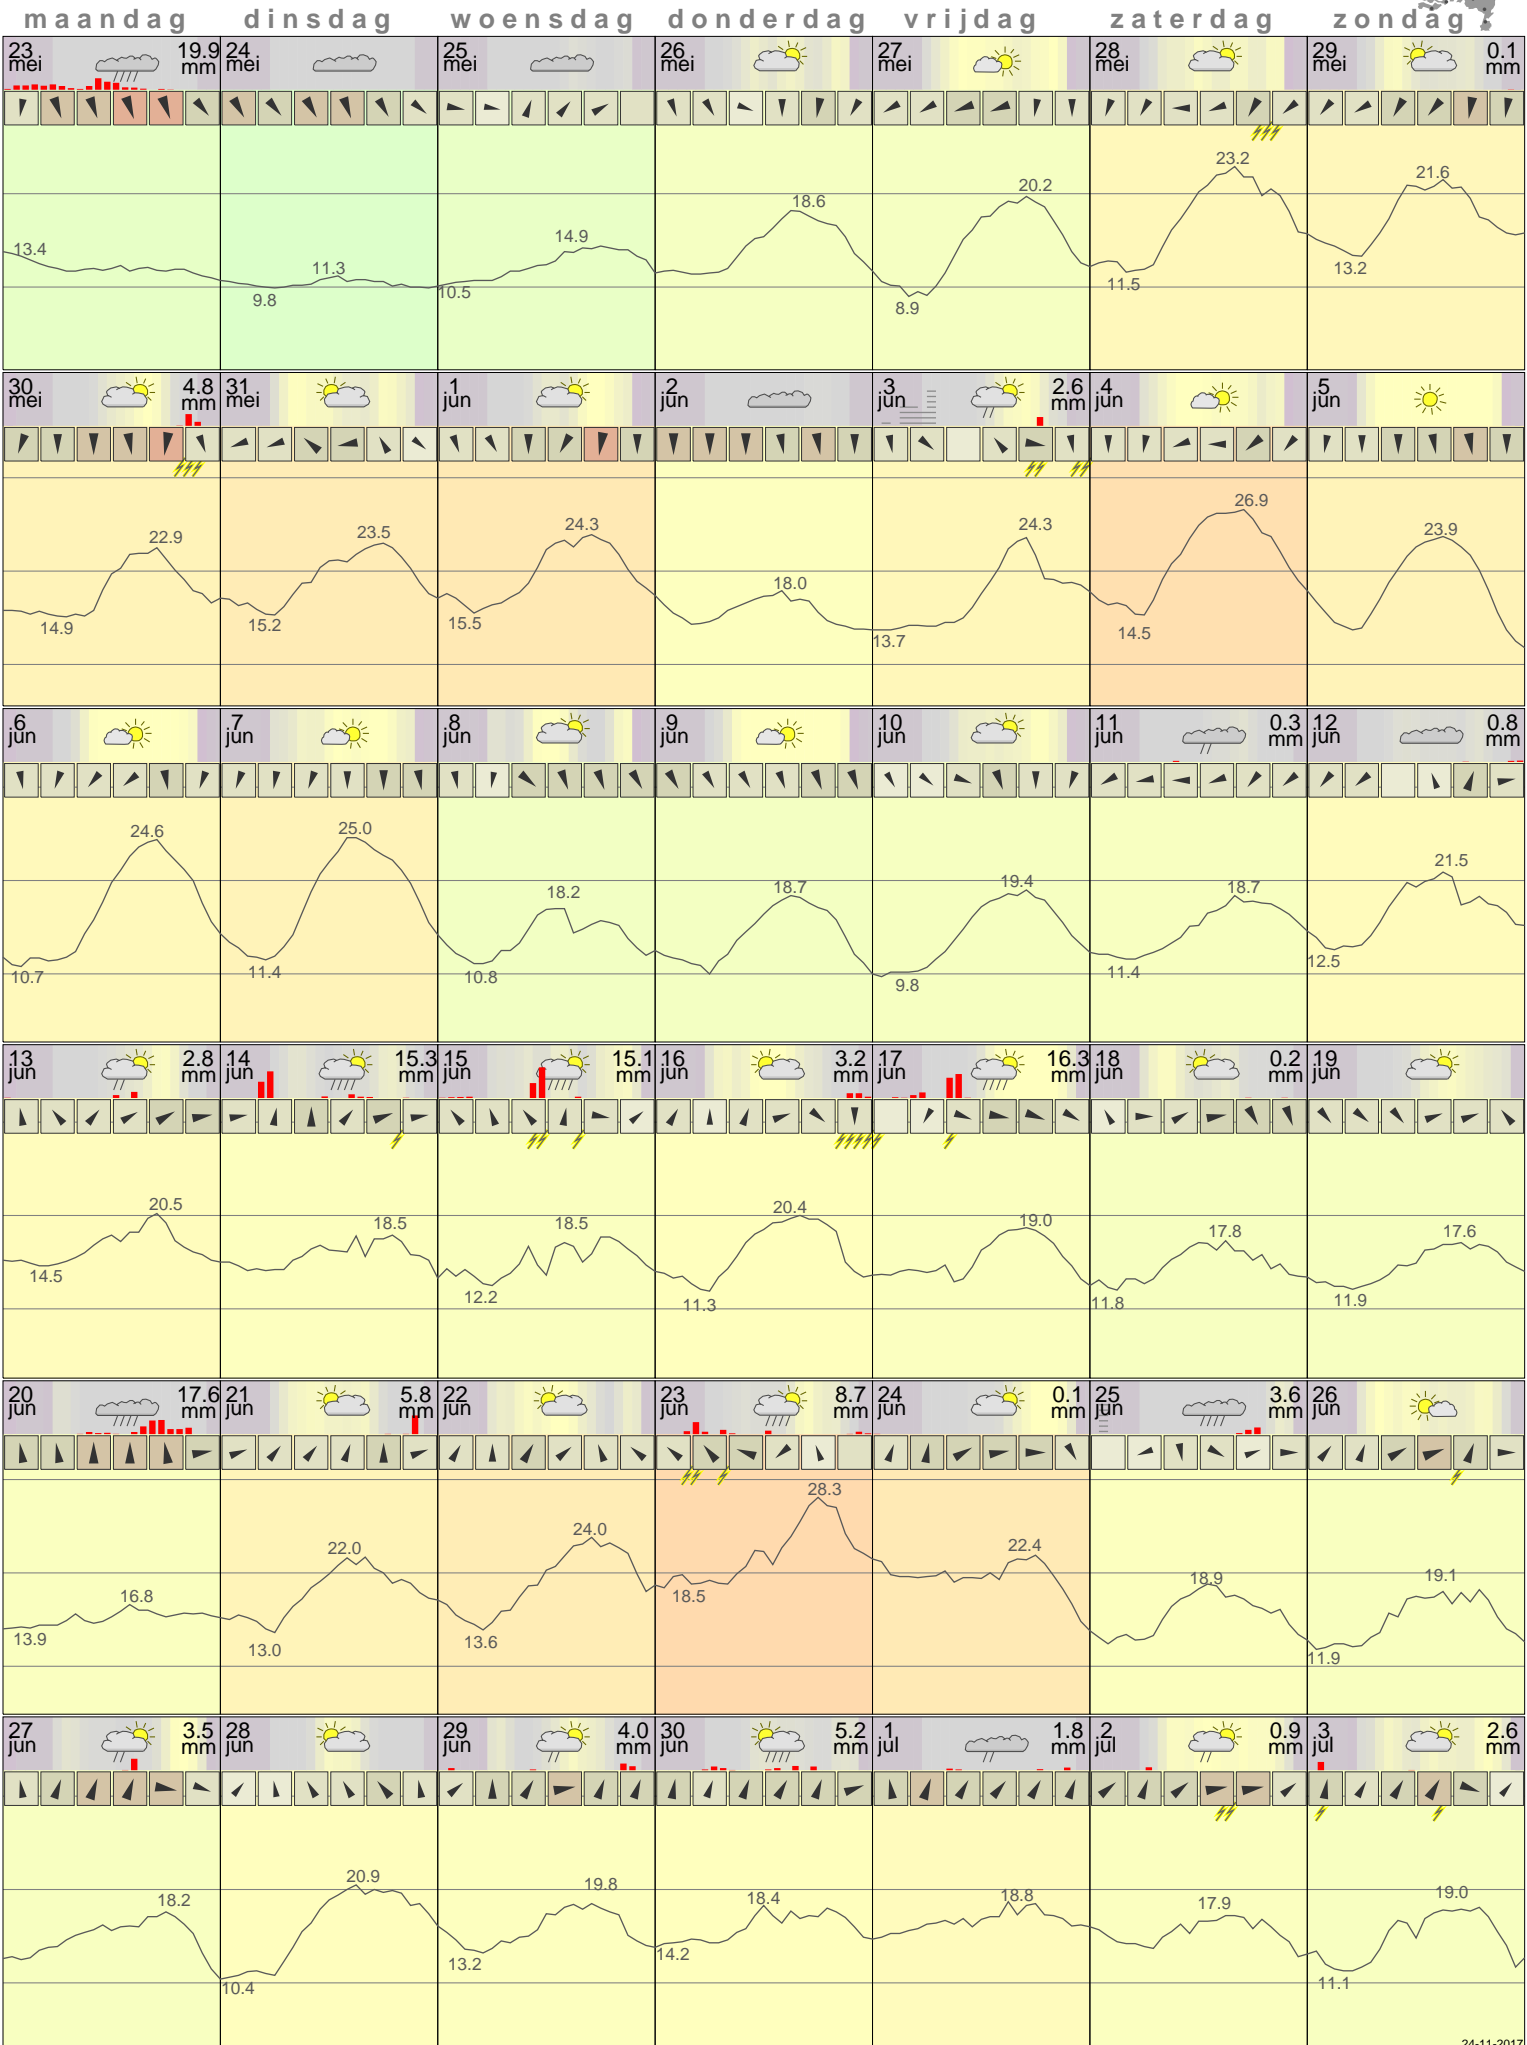 maandag dinsdag woensdag donderdag vrijdag zaterdag zondag
23 mei 19.9 mm 24 mei 25 mei 26 mei 27 mei 28 mei 29 mei 0.1 mm
13.4 9.8 11.3 10.5 14.9 18.6 8.9 20.2 11.5 23.2 13.2 21.6
30 mei 4.8 mm 31 mei 1 jun 2 jun 3 jun 2.6 mm 4 jun 5 jun
14.9 22.9 15.2 23.5 15.5 24.3 18.0 13.7 24.3 14.5 26.9 23.9
6 jun 7 jun 8 jun 9 jun 10 jun 11 jun 0.3 mm 12 jun 0.8 mm
10.7 24.6 11.4 25.0 10.8 18.2 18.7 9.8 19.4 11.4 18.7 12.5 21.5
13 jun 2.8 mm 14 jun 15.3 mm 15 jun 15.1 mm 16 jun 3.2 mm 17 jun 16.3 mm 18 jun 0.2 mm 19 jun
14.5 20.5 18.5 12.2 18.5 11.3 20.4 19.0 11.8 17.8 11.9 17.6
20 jun 17.6 mm 21 jun 5.8 mm 22 jun 23 jun 8.7 mm 24 jun 0.1 mm 25 jun 3.6 mm 26 jun
13.9 16.8 13.0 22.0 13.6 24.0 18.5 28.3 22.4 18.9 11.9 19.1
27 jun 3.5 mm 28 jun 29 jun 4.0 mm 30 jun 5.2 mm 1 jul 1.8 mm 2 jul 0.9 mm 3 jul 2.6 mm
18.2 10.4 20.9 13.2 19.8 14.2 18.4 18.8 17.9 11.1 19.0
24-11-2017